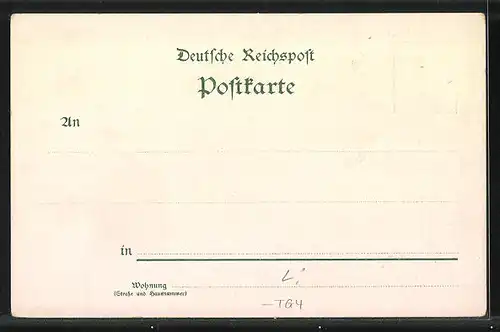 Deutsche Reichspost
Postkarte
An
in
Wohnung
(Straße und Hausnummer)
L.
–TG4